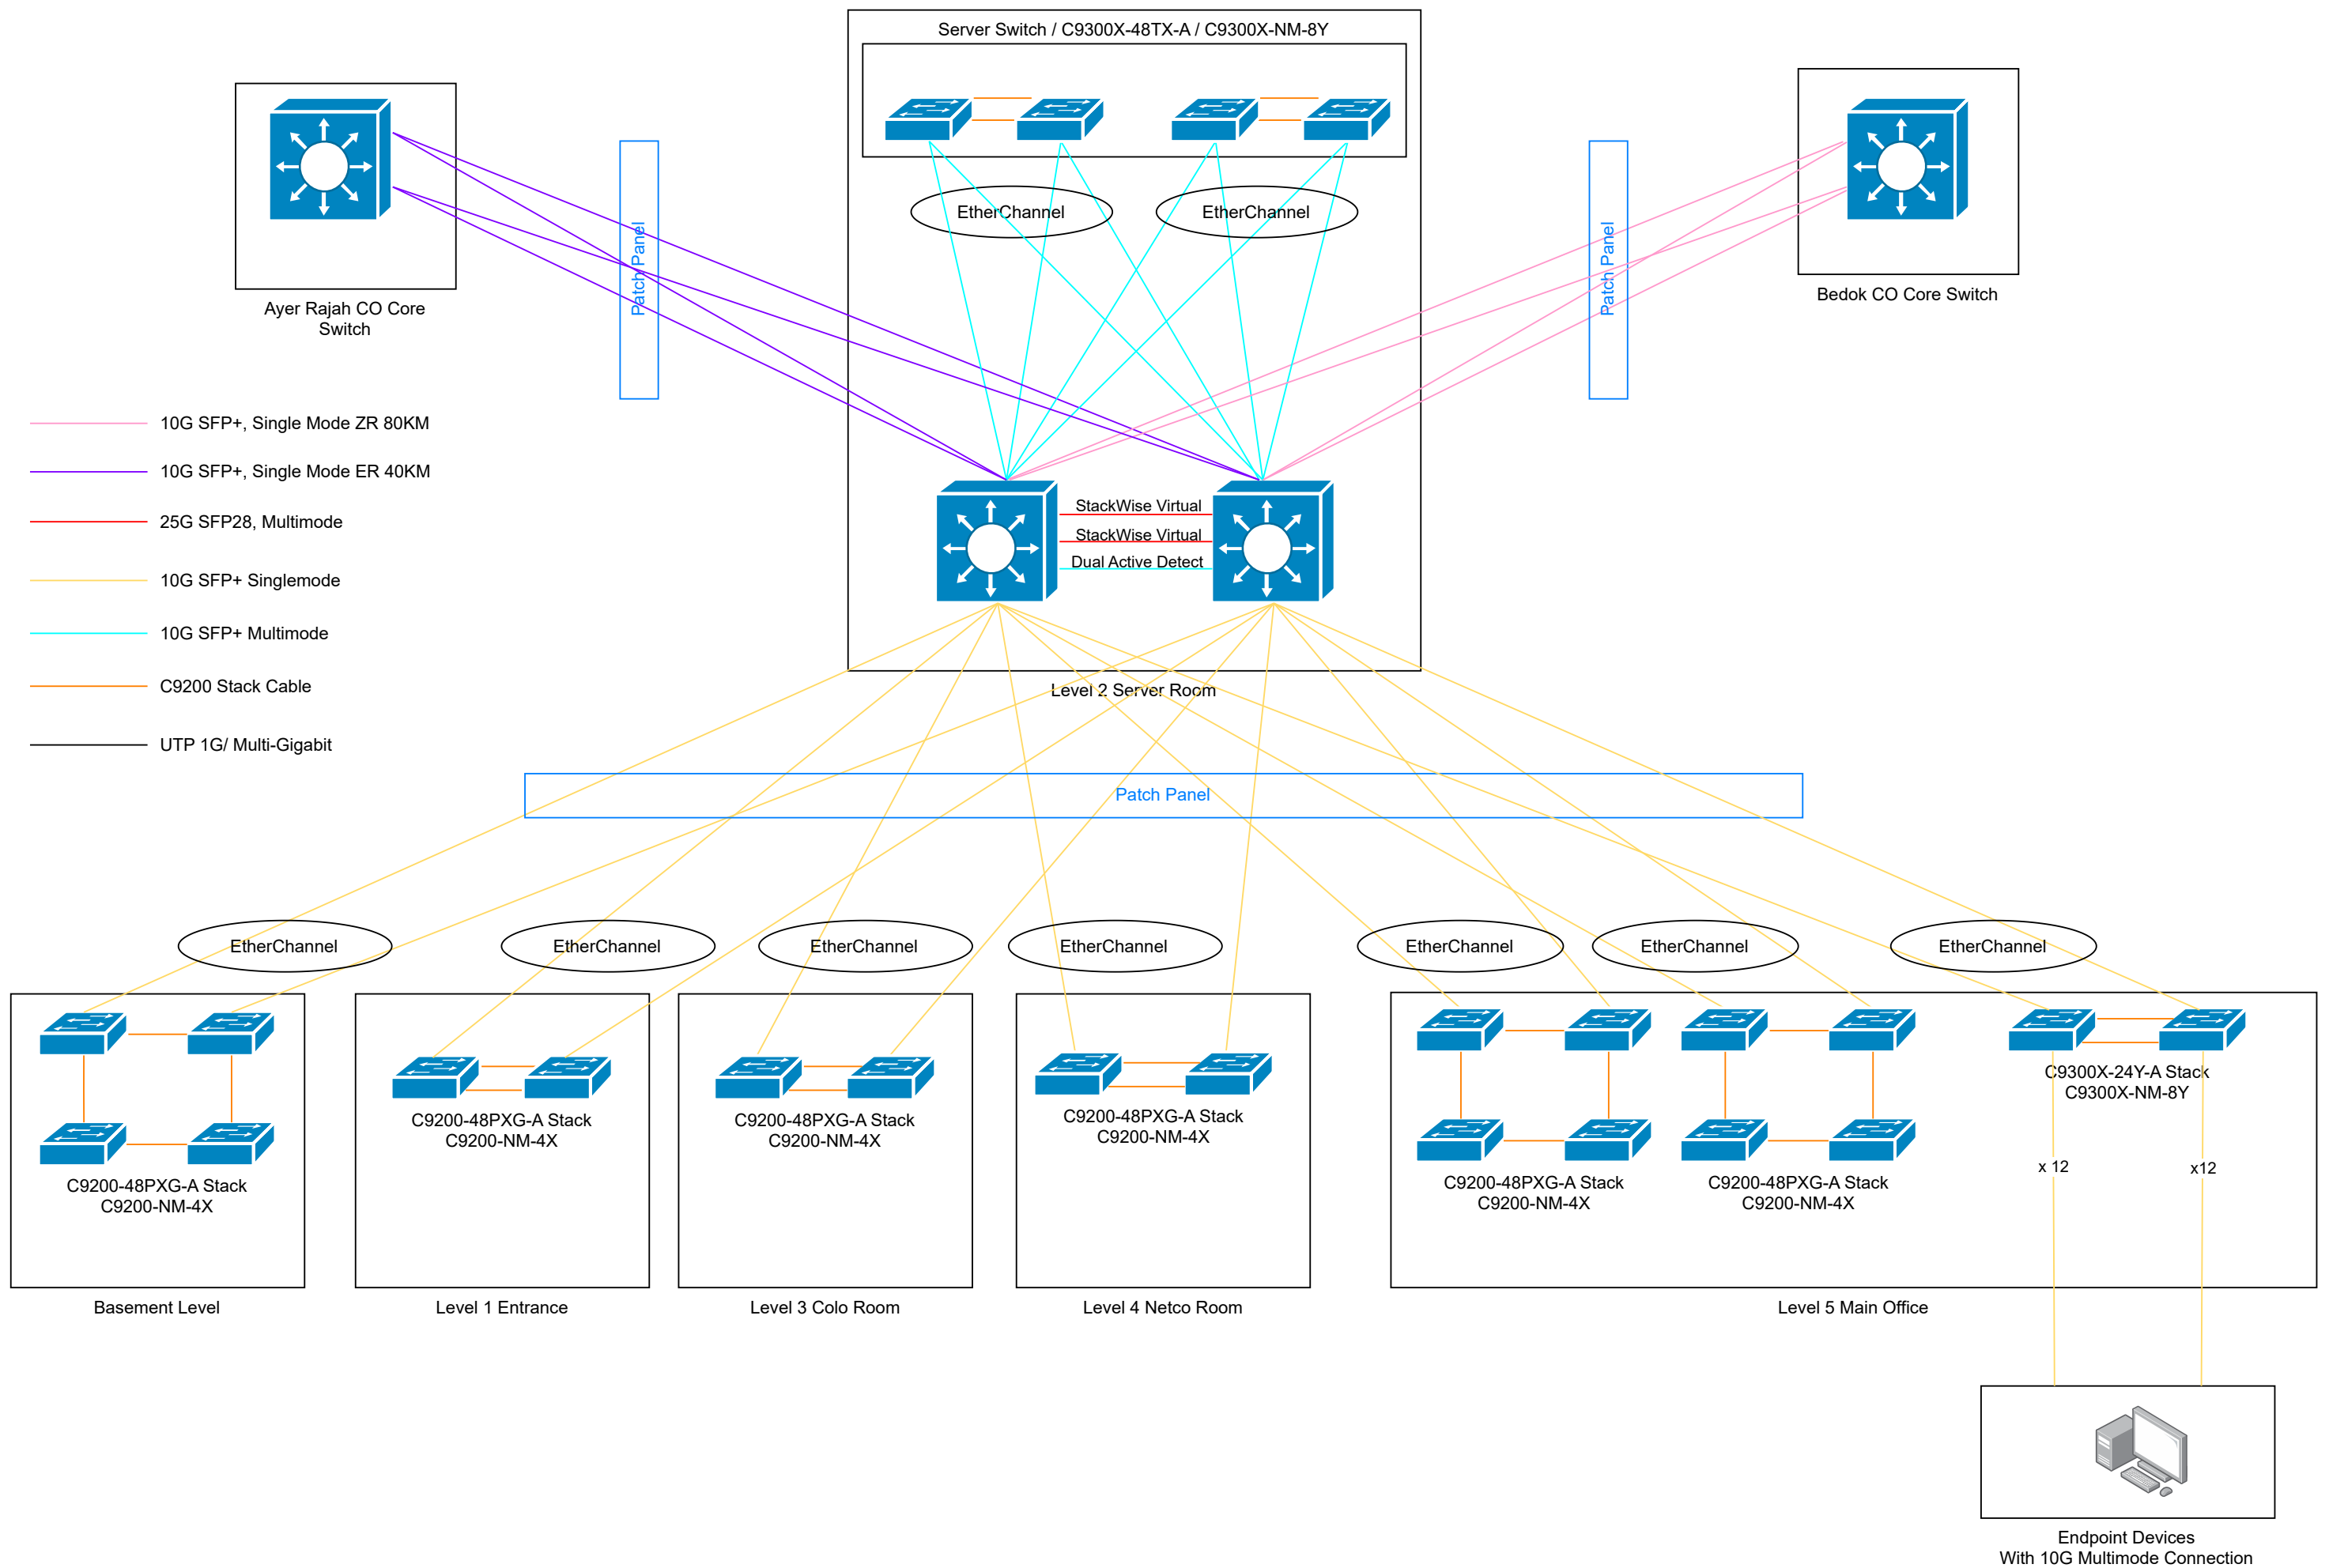 Server Switch / C9300X-48TX-A / C9300X-NM-8Y
EtherChannel
EtherChannel
Patch Panel
Patch Panel
Ayer Rajah CO Core
Switch
Bedok CO Core Switch
10G SFP+, Single Mode ZR 80KM
10G SFP+, Single Mode ER 40KM
25G SFP28, Multimode
10G SFP+ Singlemode
10G SFP+ Multimode
C9200 Stack Cable
UTP 1G/ Multi-Gigabit
StackWise Virtual
StackWise Virtual
Dual Active Detect
Level 2 Server Room
Patch Panel
EtherChannel
EtherChannel
EtherChannel
EtherChannel
EtherChannel
EtherChannel
EtherChannel
C9200-48PXG-A Stack
C9200-NM-4X
Basement Level
C9200-48PXG-A Stack
C9200-NM-4X
Level 1 Entrance
C9200-48PXG-A Stack
C9200-NM-4X
Level 3 Colo Room
C9200-48PXG-A Stack
C9200-NM-4X
Level 4 Netco Room
C9200-48PXG-A Stack
C9200-NM-4X
C9200-48PXG-A Stack
C9200-NM-4X
C9300X-24Y-A Stack
C9300X-NM-8Y
x 12
x12
Level 5 Main Office
Endpoint Devices
With 10G Multimode Connection